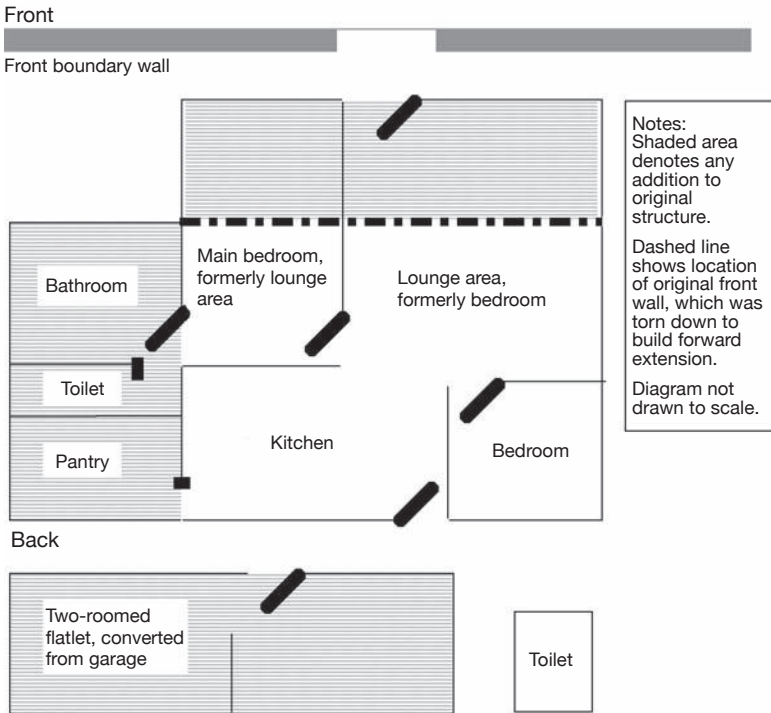 Front
Front boundary wall
Notes:
Shaded area
denotes any
addition to
original
structure.
Dashed line
shows location
of original front
wall, which was
torn down to
build forward
extension.
Diagram not
drawn to scale.
Main bedroom,
formerly lounge
area
Lounge area,
formerly bedroom
Bathroom
Toilet
Pantry
Kitchen
Bedroom
Back
Two-roomed
flatlet, converted
from garage
Toilet